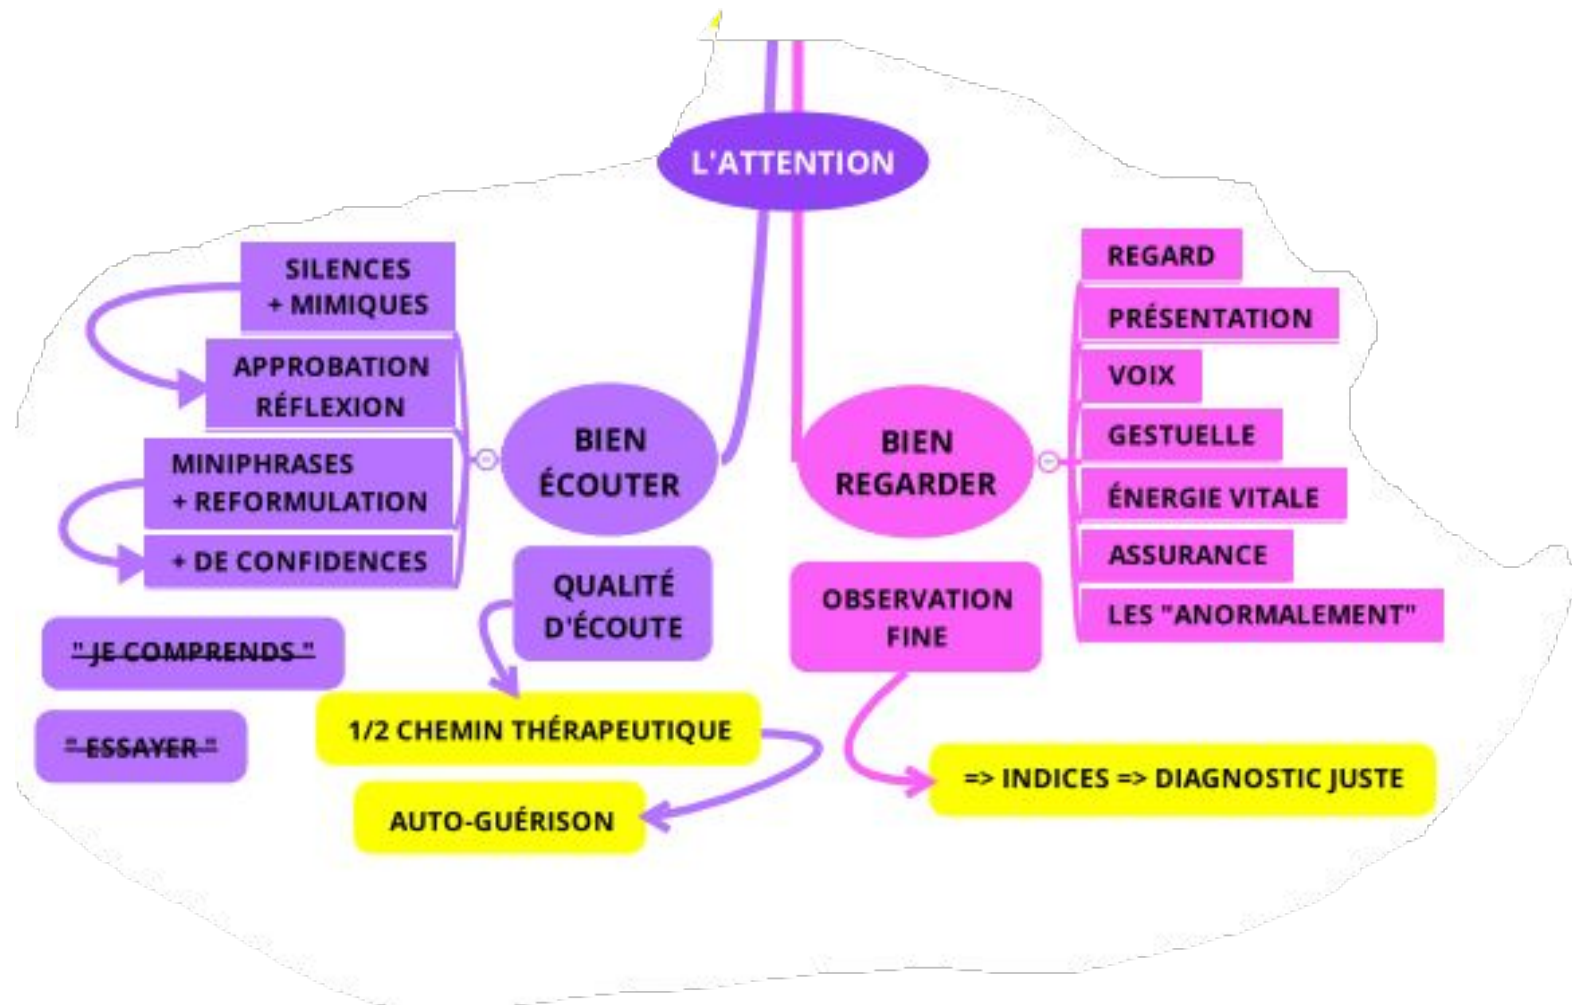 L'ATTENTION
SILENCES
+ MIMIQUES
APPROBATION
RÉFLEXION
MINIPHRASES
+ REFORMULATION
+ DE CONFIDENCES
BIEN
ÉCOUTER
QUALITÉ
D'ÉCOUTE
" JE COMPRENDS "
" ESSAYER "
1/2 CHEMIN THÉRAPEUTIQUE
AUTO-GUÉRISON
BIEN
REGARDER
REGARD
PRÉSENTATION
VOIX
GESTUELLE
ÉNERGIE VITALE
ASSURANCE
LES "ANORMALEMENT"
OBSERVATION
FINE
=> INDICES => DIAGNOSTIC JUSTE